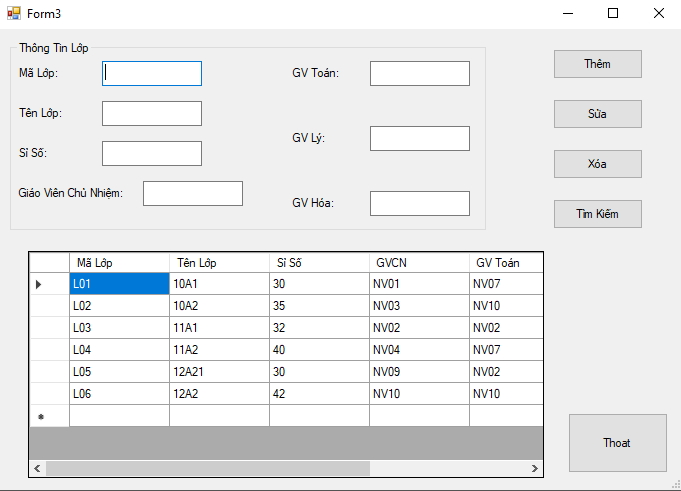 Form3
Thông Tin Lớp
Mã Lớp:
GV Toán:
Thêm
Tên Lớp:
Sửa
GV Lý:
Sĩ Số:
Xóa
Giáo Viên Chủ Nhiệm:
GV Hóa:
Tìm Kiếm
Mã Lớp Tên Lớp Sĩ Số GVCN GV Toán
L01 10A1 30 NV01 NV07
L02 10A2 35 NV03 NV10
L03 11A1 32 NV02 NV02
L04 11A2 40 NV04 NV07
L05 12A21 30 NV09 NV02
L06 12A2 42 NV10 NV10
Thoat